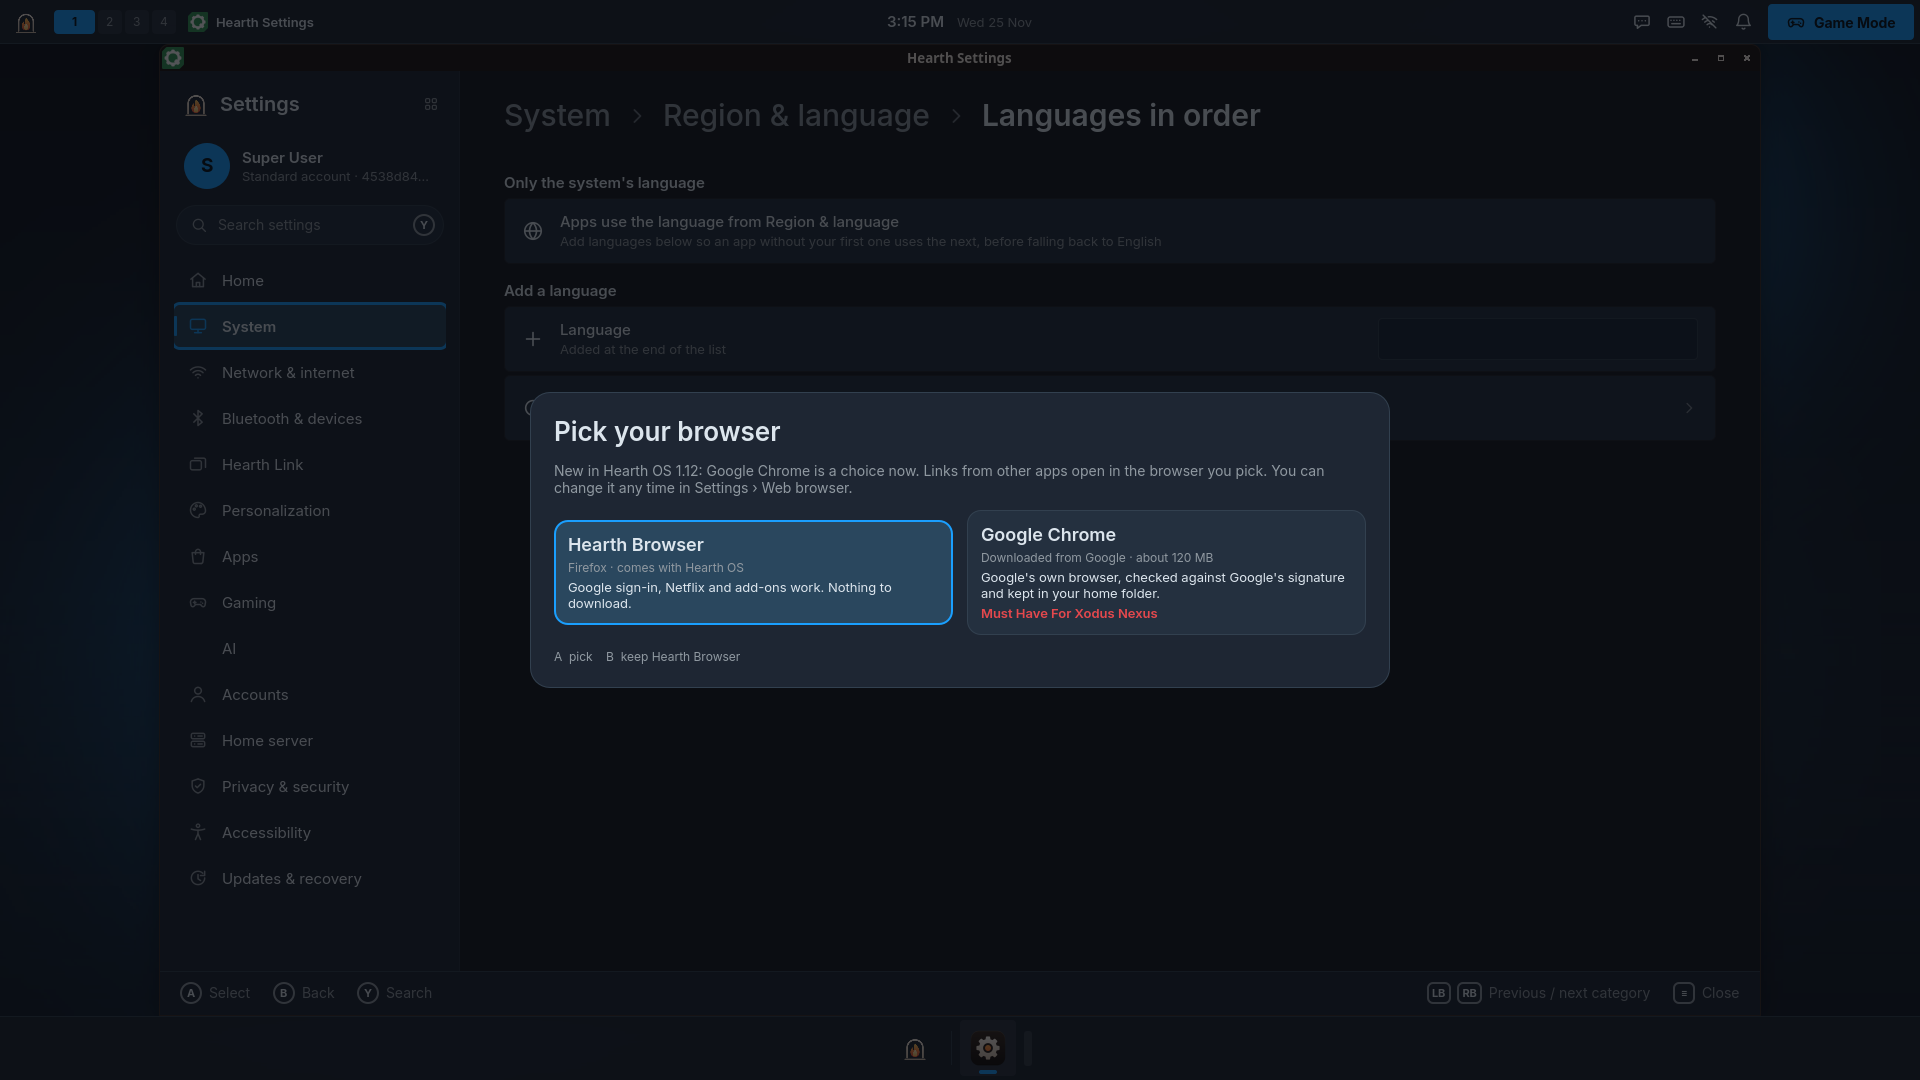 1 2 3 4 Hearth Settings 3:15 PM Wed 25 Nov Game Mode
Hearth Settings
Settings
S Super User
Standard account · 4538d84...
Search settings Y
Home
System
Network & internet
Bluetooth & devices
Hearth Link
Personalization
Apps
Gaming
AI
Accounts
Home server
Privacy & security
Accessibility
Updates & recovery
System › Region & language › Languages in order
Only the system's language
Apps use the language from Region & language
Add languages below so an app without your first one uses the next, before falling back to English
Add a language
Language
Added at the end of the list
Pick your browser
New in Hearth OS 1.12: Google Chrome is a choice now. Links from other apps open in the browser you pick. You can
change it any time in Settings › Web browser.
Hearth Browser
Firefox · comes with Hearth OS
Google sign-in, Netflix and add-ons work. Nothing to
download.
Google Chrome
Downloaded from Google · about 120 MB
Google's own browser, checked against Google's signature
and kept in your home folder.
Must Have For Xodus Nexus
A pick B keep Hearth Browser
A Select B Back Y Search LB RB Previous / next category ≡ Close